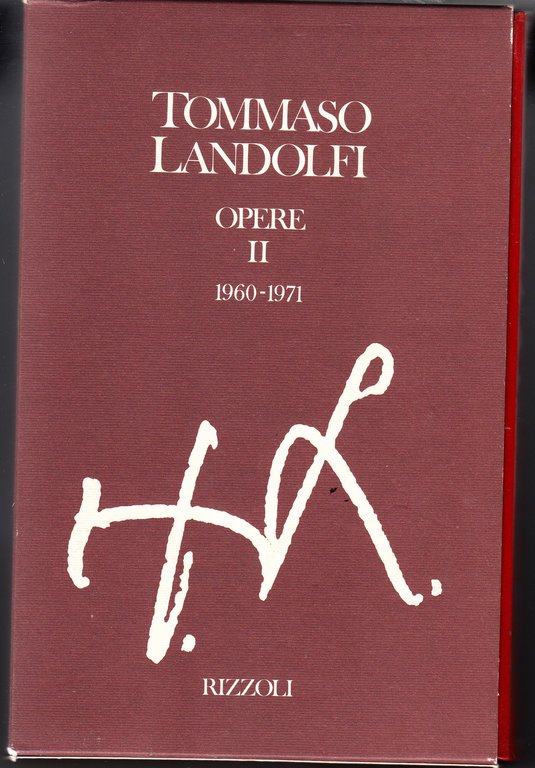 TOMMASO
LANDOLFI
OPERE
II
1960-1971
T. L.
RIZZOLI